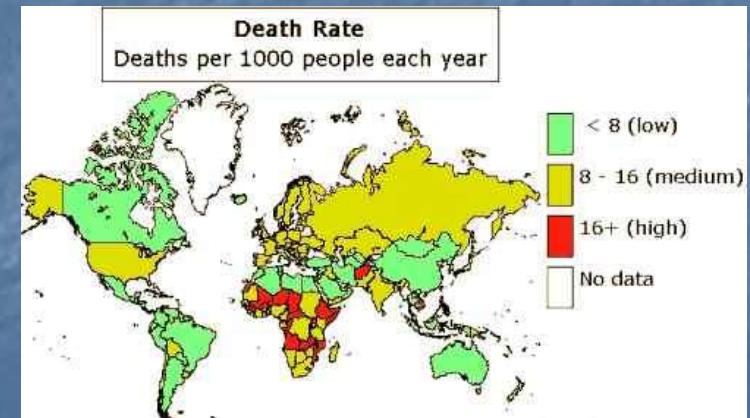 Death Rate
Deaths per 1000 people each year
< 8 (low)
8 - 16 (medium)
16+ (high)
No data